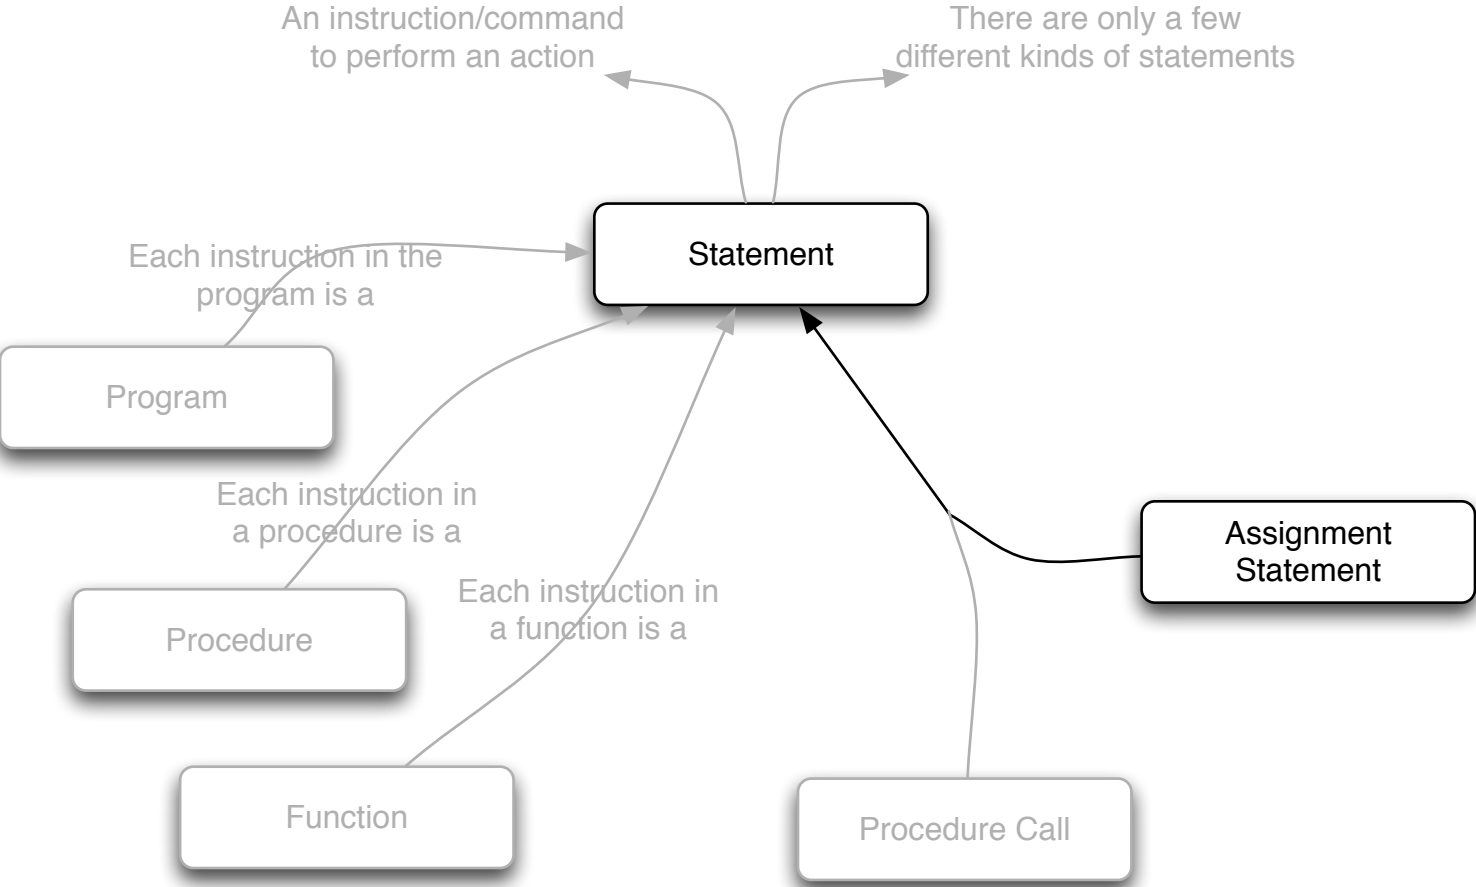 An instruction/command
to perform an action
There are only a few
different kinds of statements
Statement
Each instruction in the
program is a
Program
Each instruction in
a procedure is a
Assignment
Statement
Procedure
Each instruction in
a function is a
Function
Procedure Call